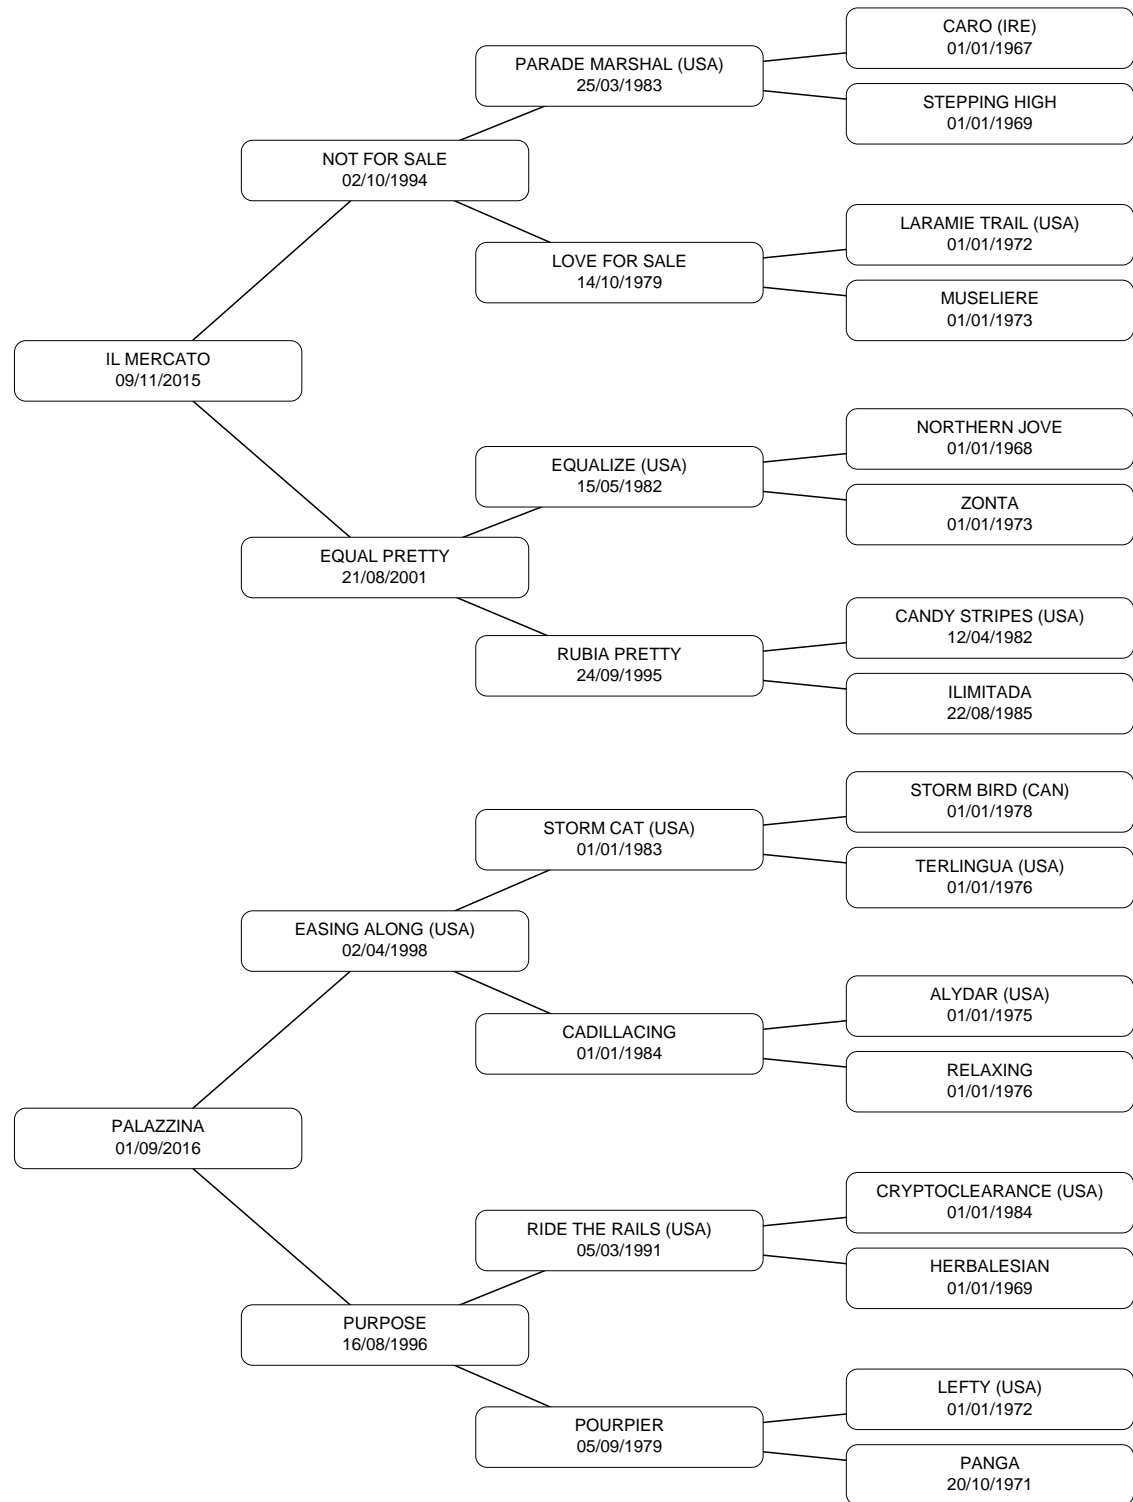 CARO (IRE)
01/01/1967
PARADE MARSHAL (USA)
25/03/1983
STEPPING HIGH
01/01/1969
NOT FOR SALE
02/10/1994
LARAMIE TRAIL (USA)
01/01/1972
LOVE FOR SALE
14/10/1979
MUSELIERE
01/01/1973
IL MERCATO
09/11/2015
NORTHERN JOVE
01/01/1968
EQUALIZE (USA)
15/05/1982
ZONTA
01/01/1973
EQUAL PRETTY
21/08/2001
CANDY STRIPES (USA)
12/04/1982
RUBIA PRETTY
24/09/1995
ILIMITADA
22/08/1985
STORM BIRD (CAN)
01/01/1978
STORM CAT (USA)
01/01/1983
TERLINGUA (USA)
01/01/1976
EASING ALONG (USA)
02/04/1998
ALYDAR (USA)
01/01/1975
CADILLACING
01/01/1984
RELAXING
01/01/1976
PALAZZINA
01/09/2016
CRYPTOCLEARANCE (USA)
01/01/1984
RIDE THE RAILS (USA)
05/03/1991
HERBALESIAN
01/01/1969
PURPOSE
16/08/1996
LEFTY (USA)
01/01/1972
POURPIER
05/09/1979
PANGA
20/10/1971